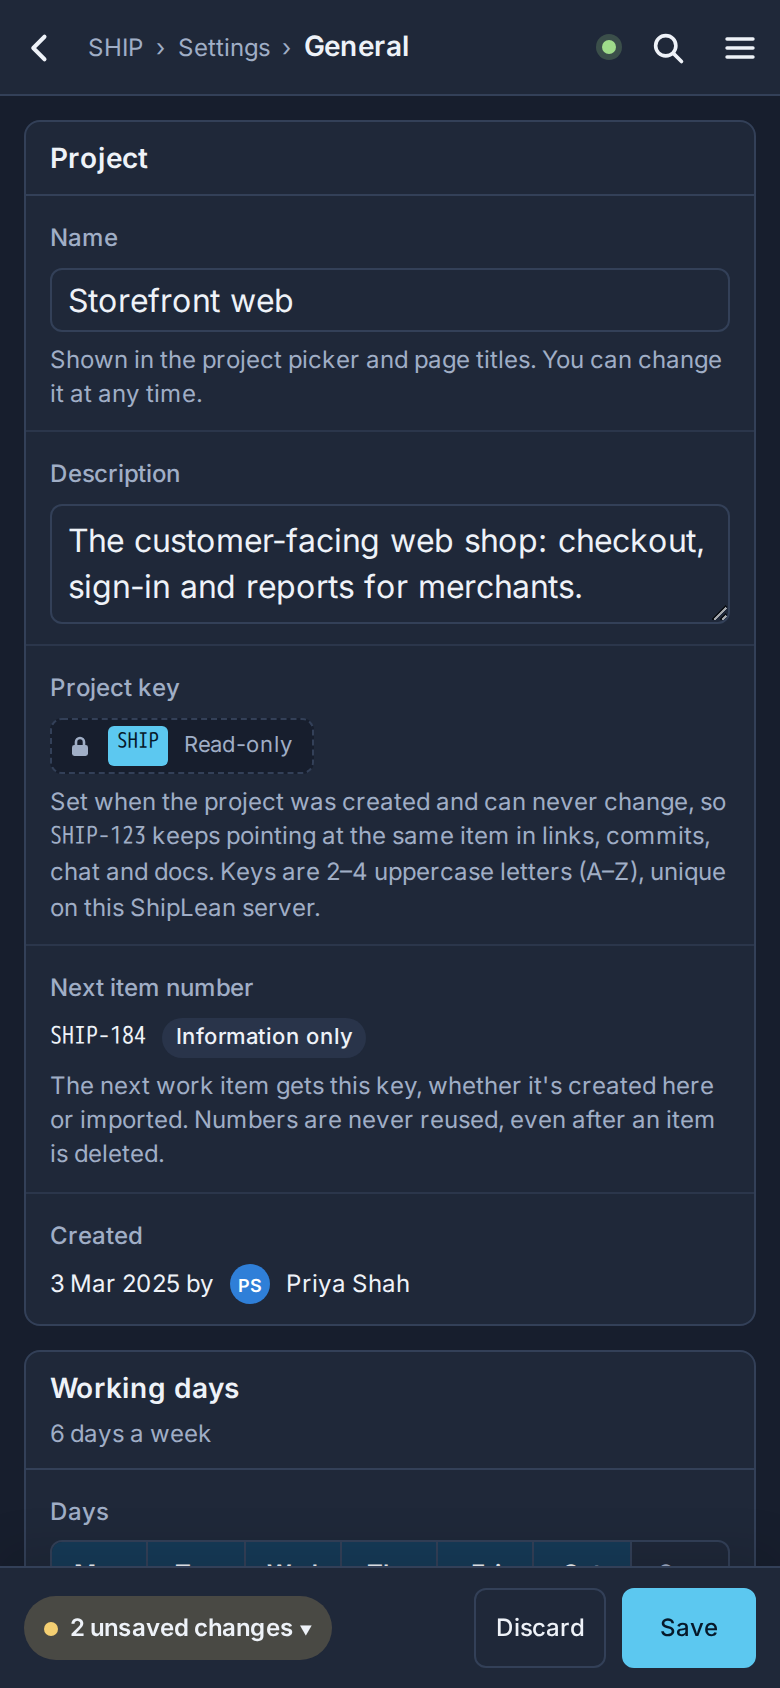 SHIP › Settings › General
Project
Name
Storefront web
Shown in the project picker and page titles. You can change
it at any time.
Description
The customer-facing web shop: checkout,
sign-in and reports for merchants.
Project key
SHIP Read-only
Set when the project was created and can never change, so
SHIP-123 keeps pointing at the same item in links, commits,
chat and docs. Keys are 2–4 uppercase letters (A–Z), unique
on this ShipLean server.
Next item number
SHIP-184 Information only
The next work item gets this key, whether it's created here
or imported. Numbers are never reused, even after an item
is deleted.
Created
3 Mar 2025 by PS Priya Shah
Working days
6 days a week
Days
2 unsaved changes ▾ Discard Save